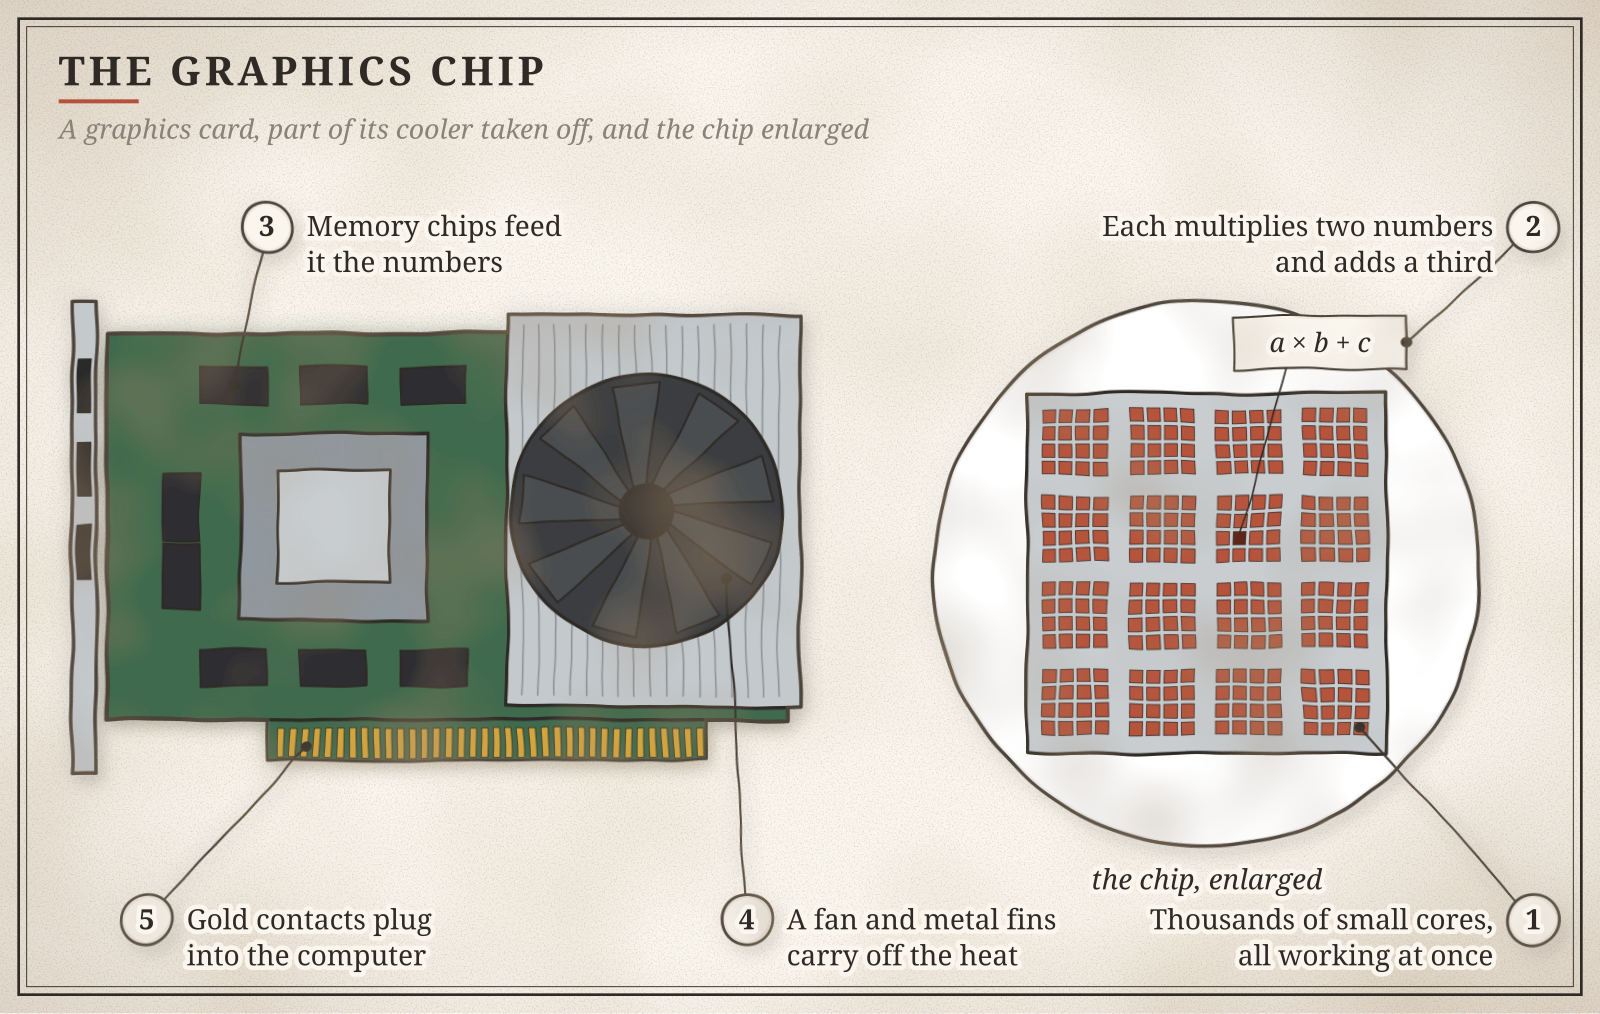 THE GRAPHICS CHIP
A graphics card, part of its cooler taken off, and the chip enlarged
3
Memory chips feed
it the numbers
Each multiplies two numbers
and adds a third
2
a × b + c
the chip, enlarged
5
Gold contacts plug
into the computer
4
A fan and metal fins
carry off the heat
Thousands of small cores,
all working at once
1